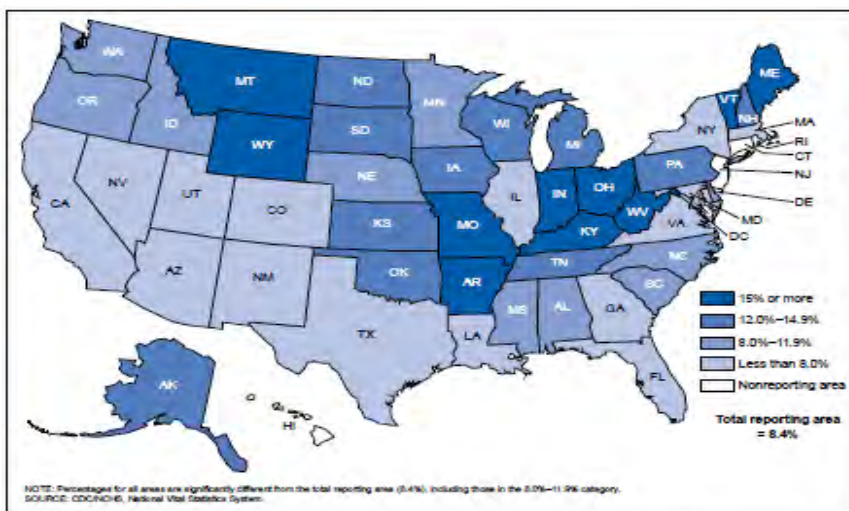 WA
MT
ND
MN
ME
VT
NH
OR
ID
SD
WI
MI
NY
MA
RI
CT
NJ
WY
IA
PA
NE
NV
UT
CO
IL
IN
OH
DE
CA
KS
MO
WV
VA
MD
DC
KY
AZ
NM
OK
AR
TN
NC
SC
MS
AL
GA
TX
LA
FL
AK
HI
15% or more
12.0%–14.9%
8.0%–11.9%
Less than 8.0%
Nonreporting area
Total reporting area
= 8.4%
NOTE: Percentages for all areas are significantly different from the total reporting area (8.4%), including those in the 8.0%–11.9% category.
SOURCE: CDC/NCHS, National Vital Statistics System.